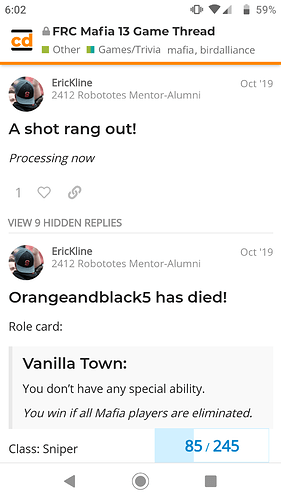 6:02
59%
cd
FRC Mafia 13 Game Thread
Other Games/Trivia mafia, birdalliance
EricKline
Oct '19
2412 Robototes Mentor-Alumni
A shot rang out!
Processing now
1
VIEW 9 HIDDEN REPLIES
EricKline
Oct '19
2412 Robototes Mentor-Alumni
Orangeandblack5 has died!
Role card:
Vanilla Town:
You don’t have any special ability.
You win if all Mafia players are eliminated.
Class: Sniper
85 / 245